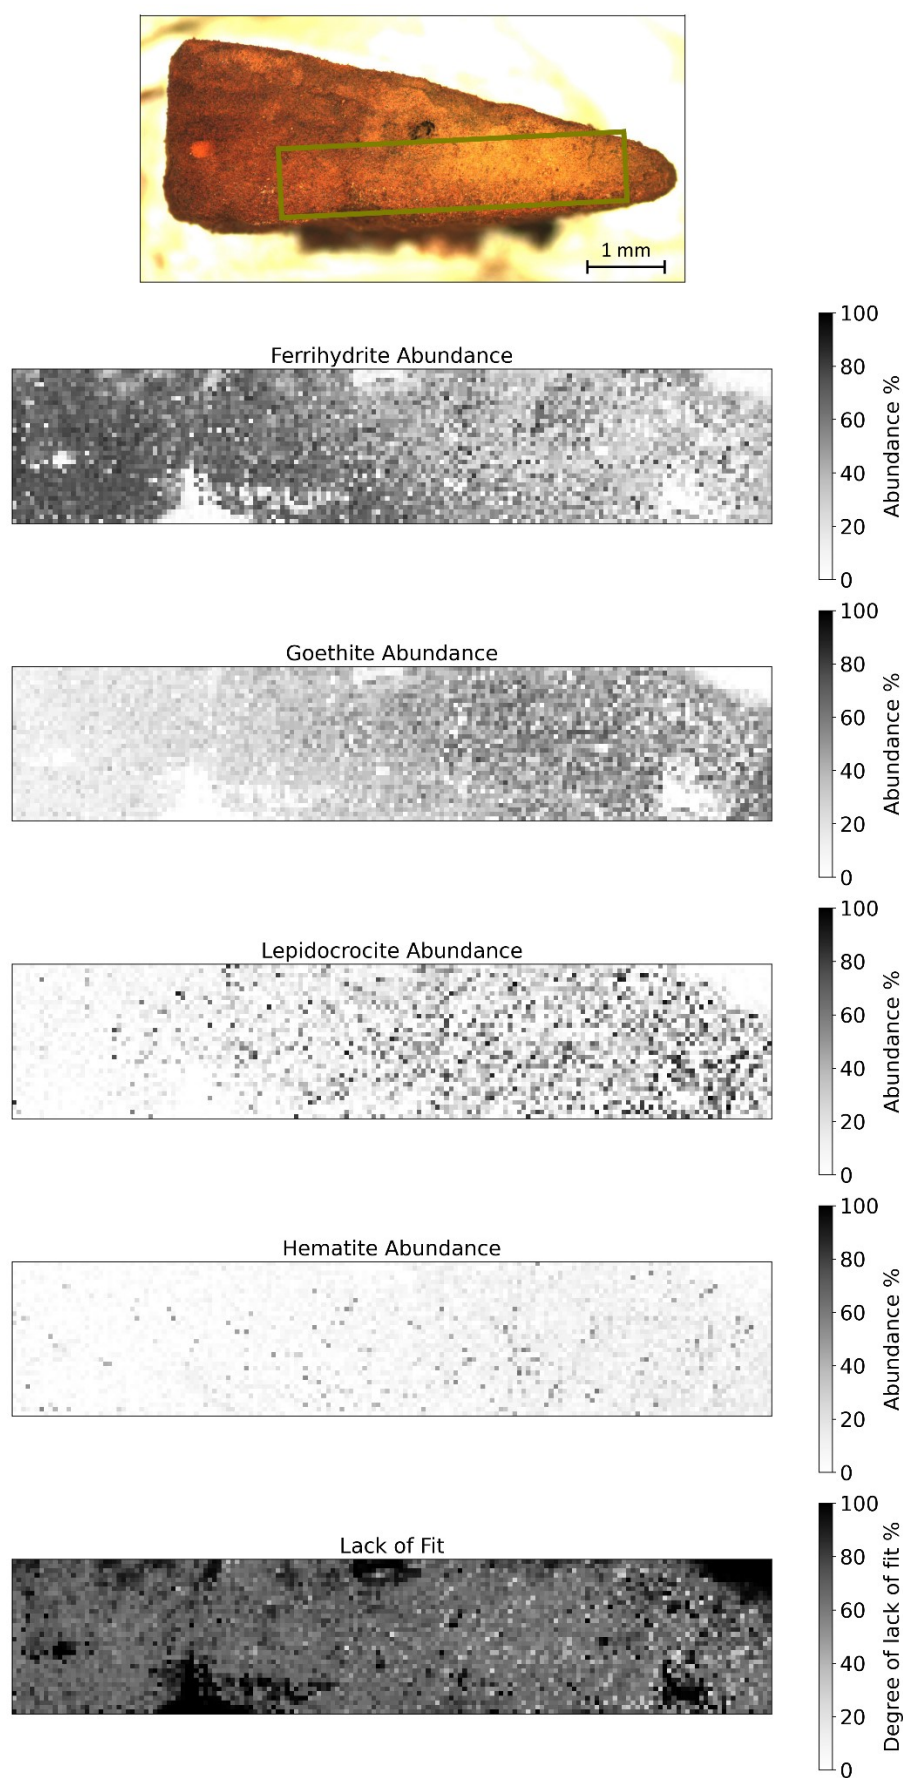 1 mm
Ferrihydrite Abundance
100
80
60
40
20
0
Abundance %
Goethite Abundance
100
80
60
40
20
0
Abundance %
Lepidocrocite Abundance
100
80
60
40
20
0
Abundance %
Hematite Abundance
100
80
60
40
20
0
Abundance %
Lack of Fit
100
80
60
40
20
0
Degree of lack of fit %